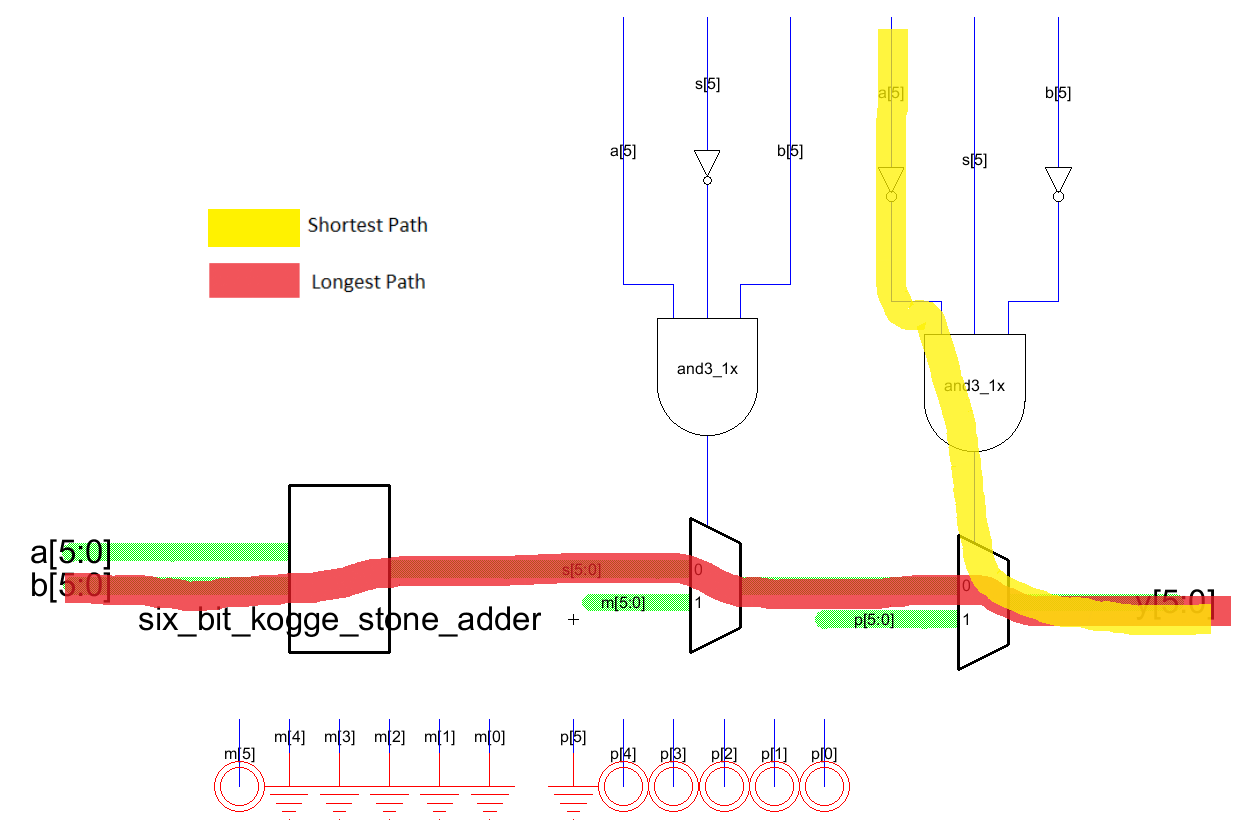 s[5]
a[5]
b[5]
a[5]
b[5]
s[5]
Shortest Path
Longest Path
and3_1x
and3_1x
a[5:0]
b[5:0]
s[5:0]
0
m[5:0]
1
0
p[5:0]
1
y[5:0]
six_bit_kogge_stone_adder
m[5]
m[4]
m[3]
m[2]
m[1]
m[0]
p[5]
p[4]
p[3]
p[2]
p[1]
p[0]